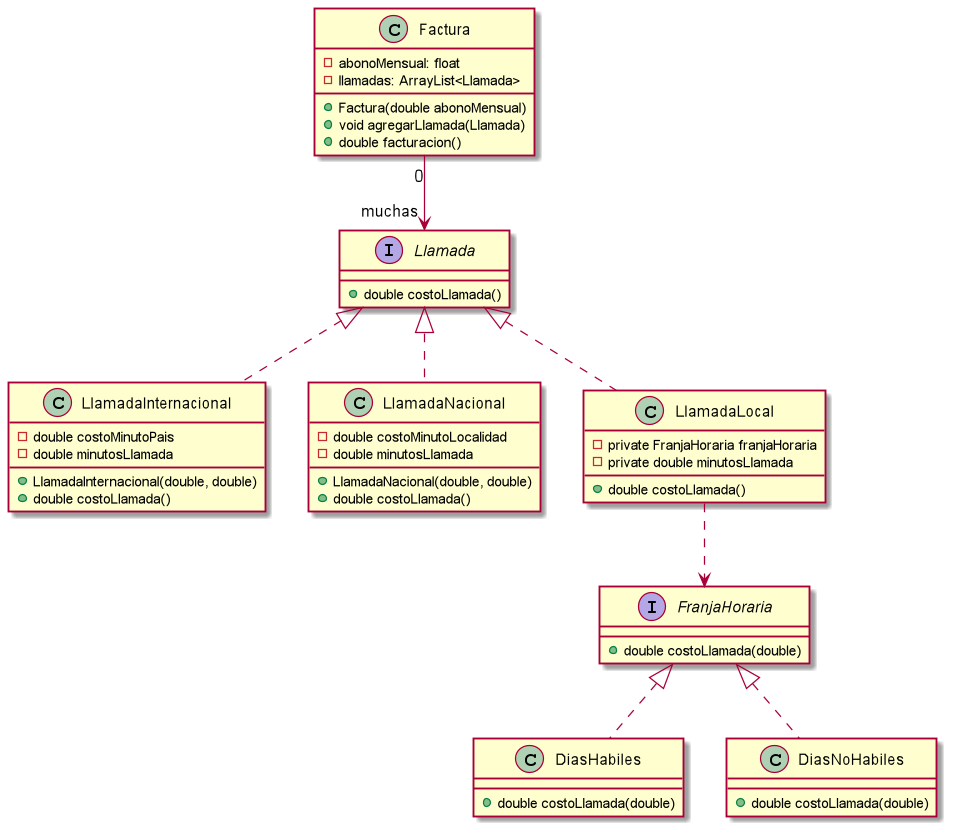 C Factura
abonoMensual: float
llamadas: ArrayList<Llamada>
Factura(double abonoMensual)
void agregarLlamada(Llamada)
double facturacion()
0
muchas
I Llamada
double costoLlamada()
C LlamadaInternacional
double costoMinutoPais
double minutosLlamada
LlamadaInternacional(double, double)
double costoLlamada()
C LlamadaNacional
double costoMinutoLocalidad
double minutosLlamada
LlamadaNacional(double, double)
double costoLlamada()
C LlamadaLocal
private FranjaHoraria franjaHoraria
private double minutosLlamada
double costoLlamada()
I FranjaHoraria
double costoLlamada(double)
C DiasHabiles
double costoLlamada(double)
C DiasNoHabiles
double costoLlamada(double)